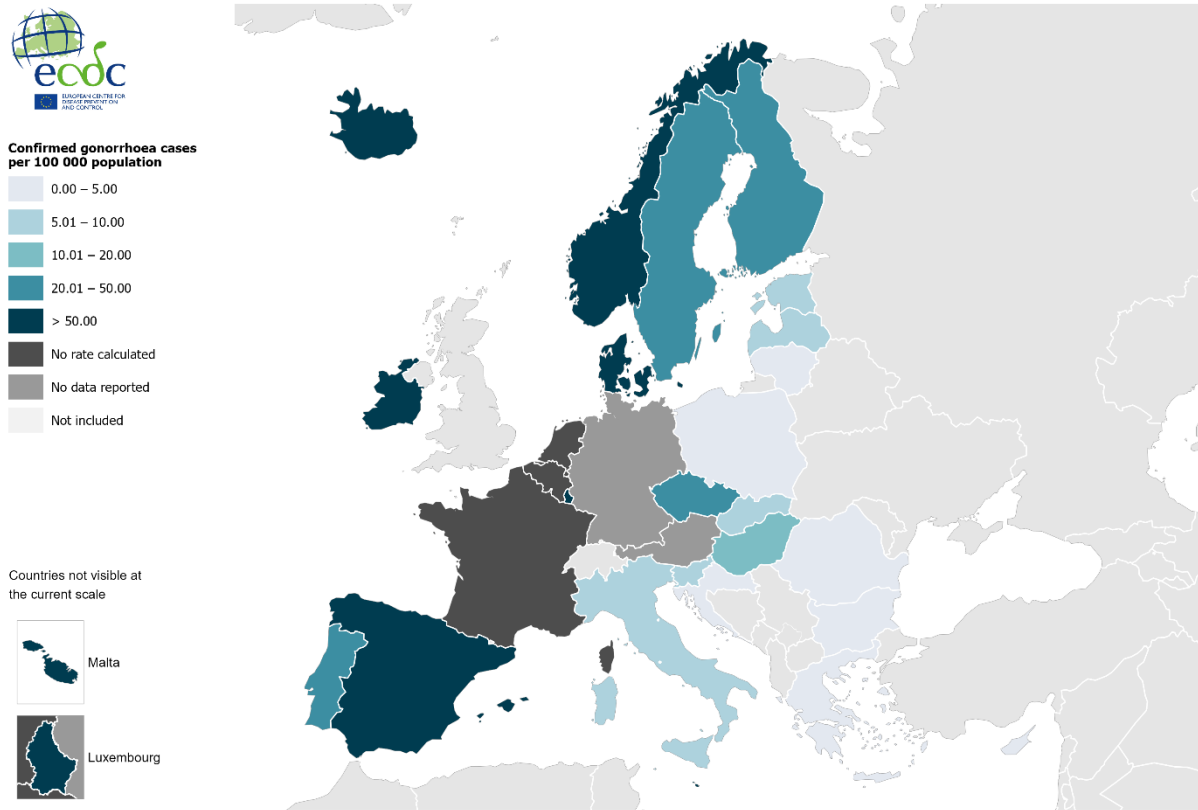 ecdc
EUROPEAN CENTRE FOR
DISEASE PREVENTION
AND CONTROL
Confirmed gonorrhoea cases
per 100 000 population
0.00 – 5.00
5.01 – 10.00
10.01 – 20.00
20.01 – 50.00
> 50.00
No rate calculated
No data reported
Not included
Countries not visible at
the current scale
Malta
Luxembourg